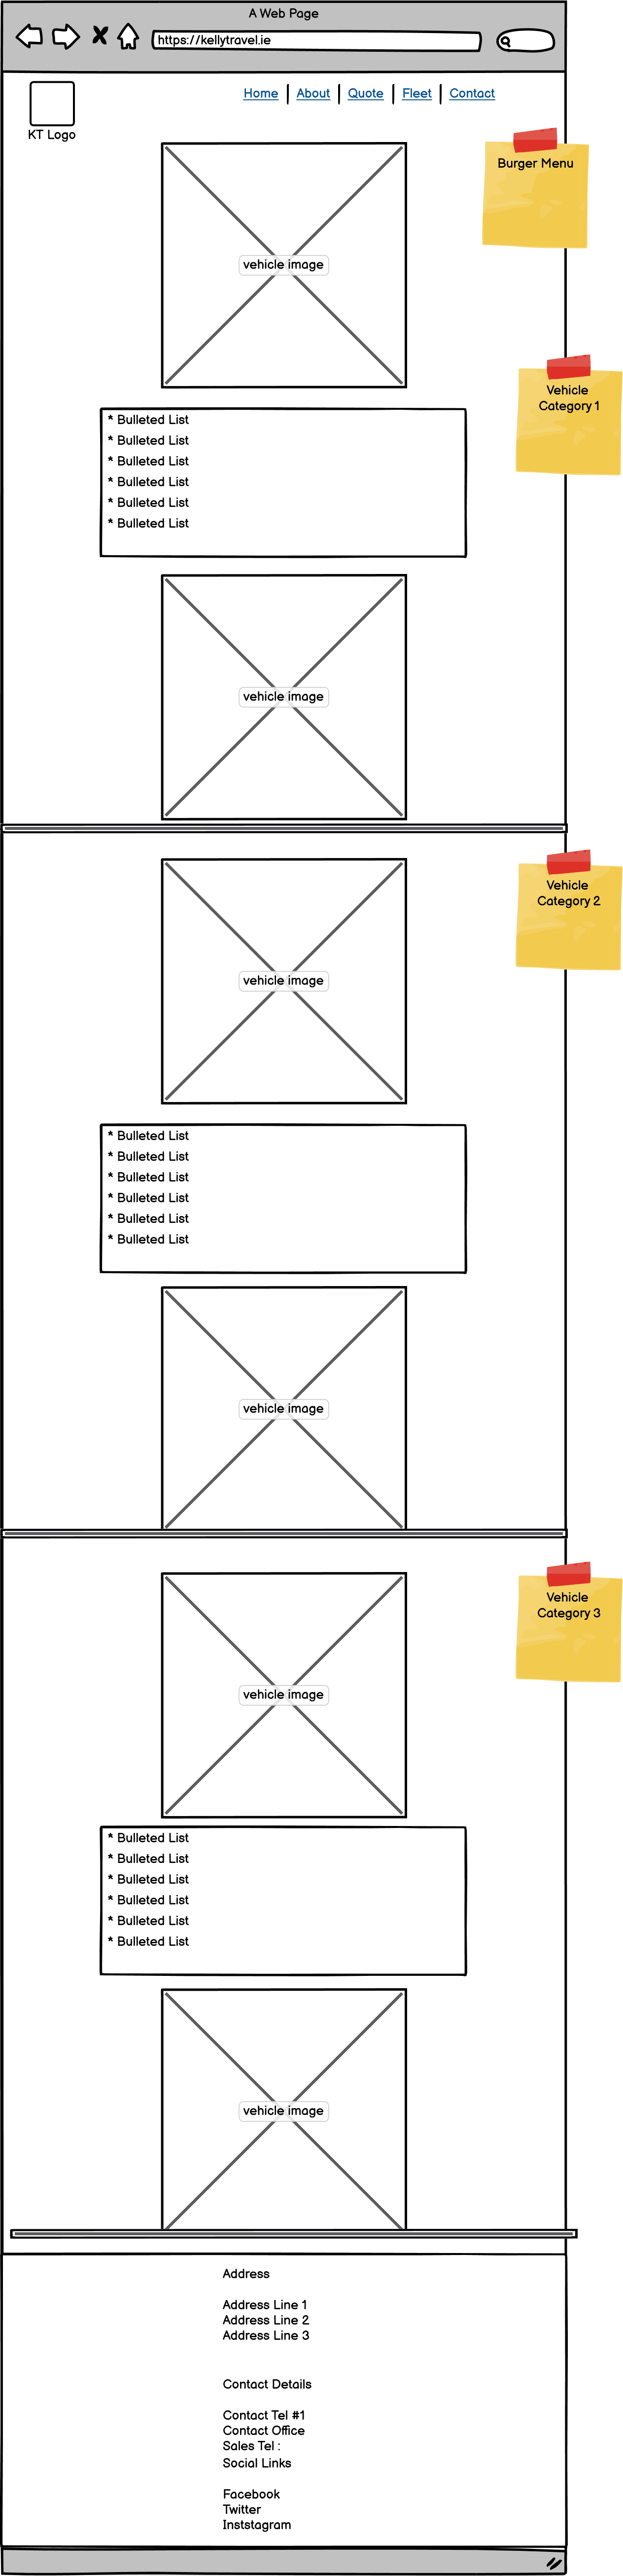 A Web Page
https://kellytravel.ie
Home | About | Quote | Fleet | Contact
KT Logo
Burger Menu
vehicle image
Vehicle
Category 1
* Bulleted List
* Bulleted List
* Bulleted List
* Bulleted List
* Bulleted List
* Bulleted List
vehicle image
Vehicle
Category 2
vehicle image
* Bulleted List
* Bulleted List
* Bulleted List
* Bulleted List
* Bulleted List
* Bulleted List
vehicle image
Vehicle
Category 3
vehicle image
* Bulleted List
* Bulleted List
* Bulleted List
* Bulleted List
* Bulleted List
* Bulleted List
vehicle image
Address
Address Line 1
Address Line 2
Address Line 3
Contact Details
Contact Tel #1
Contact Office
Sales Tel :
Social Links
Facebook
Twitter
Inststagram